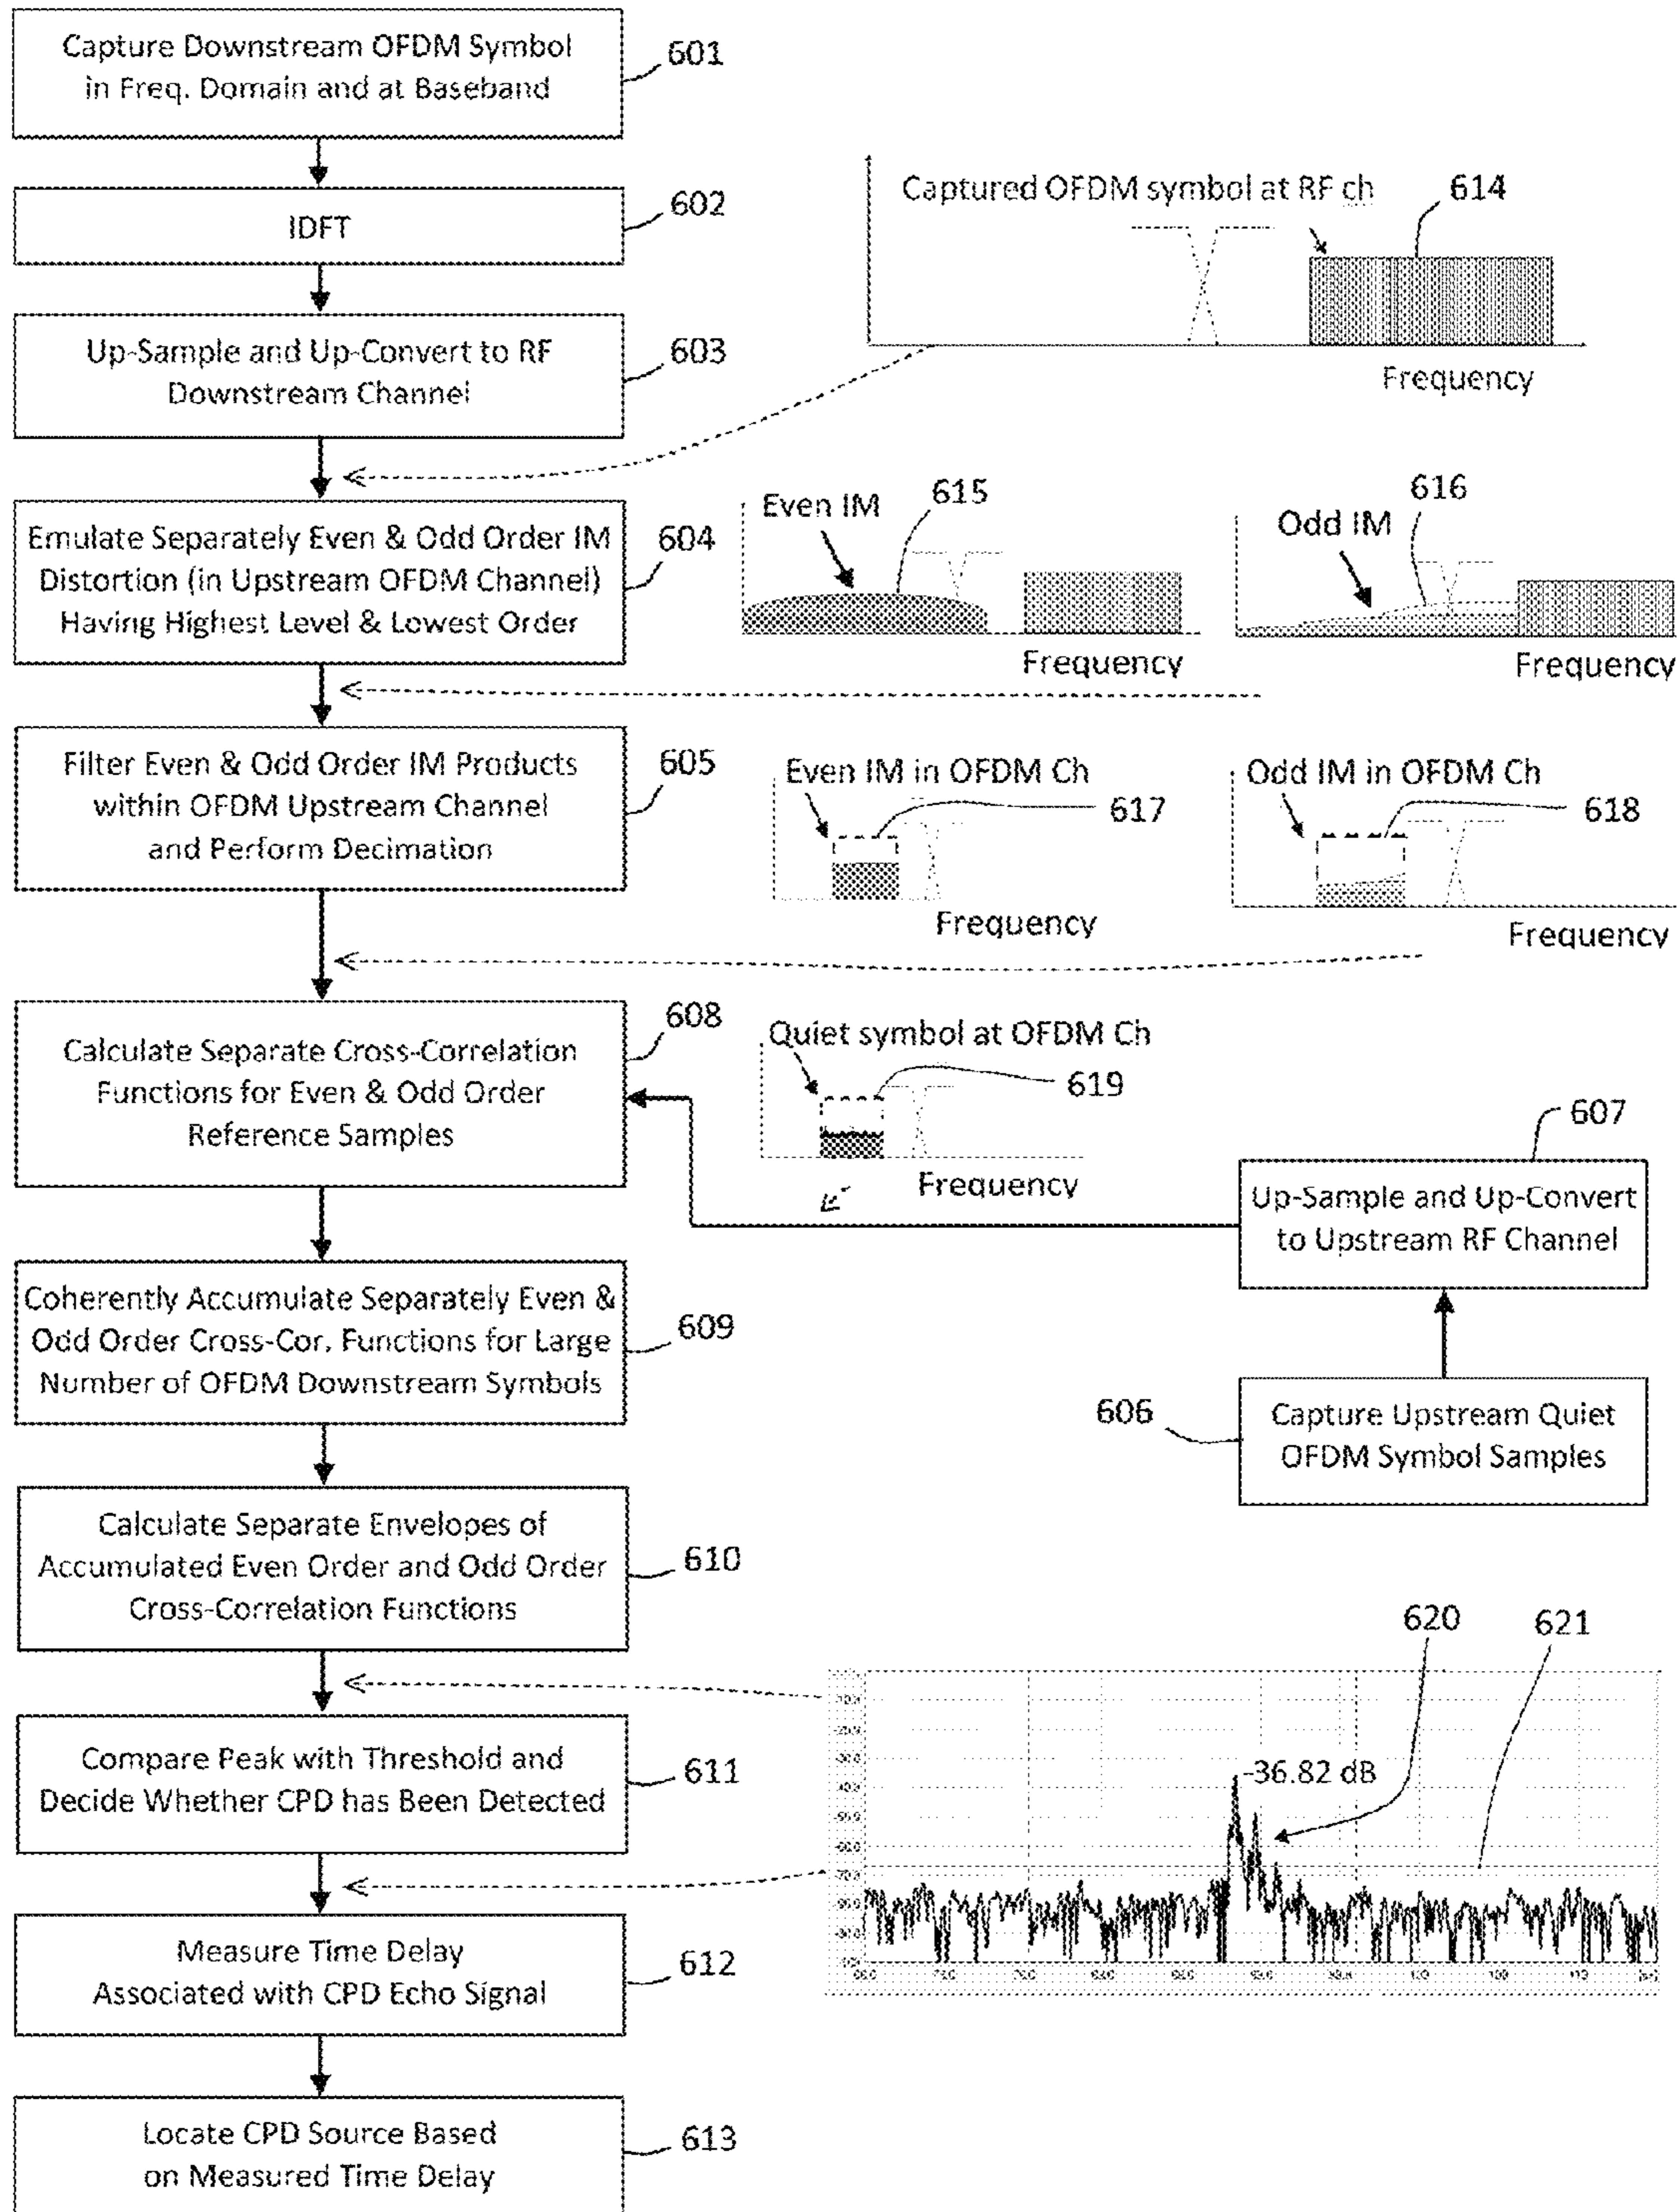 Capture Downstream OFDM Symbol
in Freq. Domain and at Baseband
601
IDFT
602
Up-Sample and Up-Convert to RF
Downstream Channel
603
Captured OFDM symbol at RF ch
614
Frequency
Emulate Separately Even & Odd Order IM
Distortion (in Upstream OFDM Channel)
Having Highest Level & Lowest Order
604
Even IM
615
Frequency
Odd IM
616
Frequency
Filter Even & Odd Order IM Products
within OFDM Upstream Channel
and Perform Decimation
605
Even IM in OFDM Ch
617
Frequency
Odd IM in OFDM Ch
618
Frequency
Calculate Separate Cross-Correlation
Functions for Even & Odd Order
Reference Samples
608
Quiet symbol at OFDM Ch
619
Frequency
607
Up-Sample and Up-Convert
to Upstream RF Channel
Coherently Accumulate Separately Even &
Odd Order Cross-Cor. Functions for Large
Number of OFDM Downstream Symbols
609
606
Capture Upstream Quiet
OFDM Symbol Samples
Calculate Separate Envelopes of
Accumulated Even Order and Odd Order
Cross-Correlation Functions
610
620
621
-36.82 dB
Compare Peak with Threshold and
Decide Whether CPD has Been Detected
611
Measure Time Delay
Associated with CPD Echo Signal
612
Locate CPD Source Based
on Measured Time Delay
613